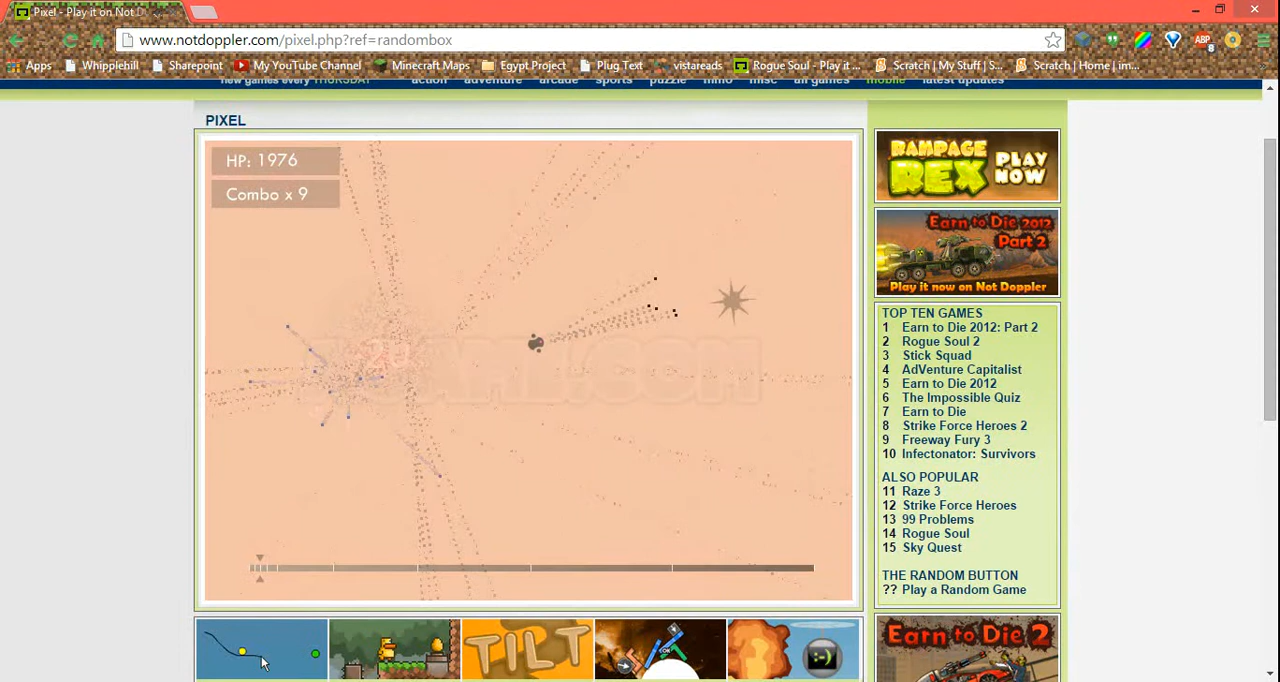 Pixel - Play it on Not D
www.notdoppler.com/pixel.php?ref=randombox
ABP
8
Apps Whipplehill Sharepoint My YouTube Channel Minecraft Maps Egypt Project Plug Text vistareads Rogue Soul - Play it ... Scratch | My Stuff | S... Scratch | Home | im...
new games every THURSDAY action adventure arcade sports puzzle mmo misc all games mobile latest updates
PIXEL
HP: 1976
Combo x 9
RAMPAGE
REX
PLAY
NOW
Earn to Die 2012
Part 2
Play it now on Not Doppler
TOP TEN GAMES
1 Earn to Die 2012: Part 2
2 Rogue Soul 2
3 Stick Squad
4 AdVenture Capitalist
5 Earn to Die 2012
6 The Impossible Quiz
7 Earn to Die
8 Strike Force Heroes 2
9 Freeway Fury 3
10 Infectonator: Survivors
ALSO POPULAR
11 Raze 3
12 Strike Force Heroes
13 99 Problems
14 Rogue Soul
15 Sky Quest
THE RANDOM BUTTON
?? Play a Random Game
TILT
Earn to Die 2